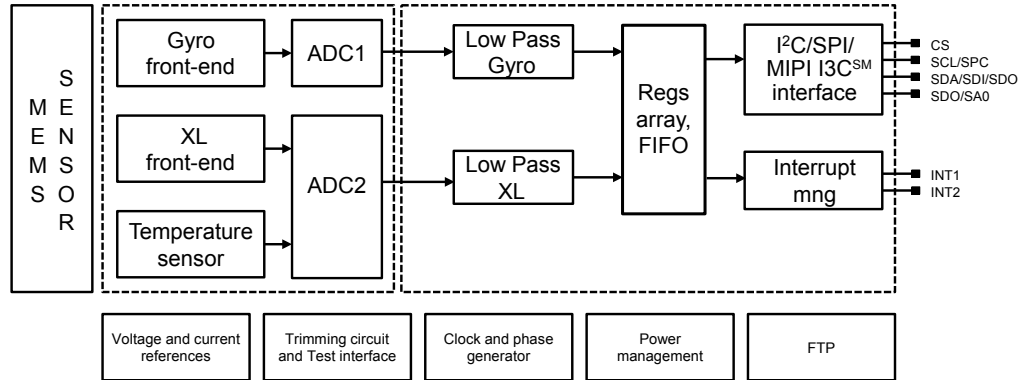 MEMS
SENSOR
Gyro
front-end
ADC1
XL
front-end
ADC2
Temperature
sensor
Low Pass
Gyro
Low Pass
XL
Regs
array,
FIFO
I²C/SPI/
MIPI I3C℠
interface
Interrupt
mng
CS
SCL/SPC
SDA/SDI/SDO
SDO/SA0
INT1
INT2
Voltage and current
references
Trimming circuit
and Test interface
Clock and phase
generator
Power
management
FTP